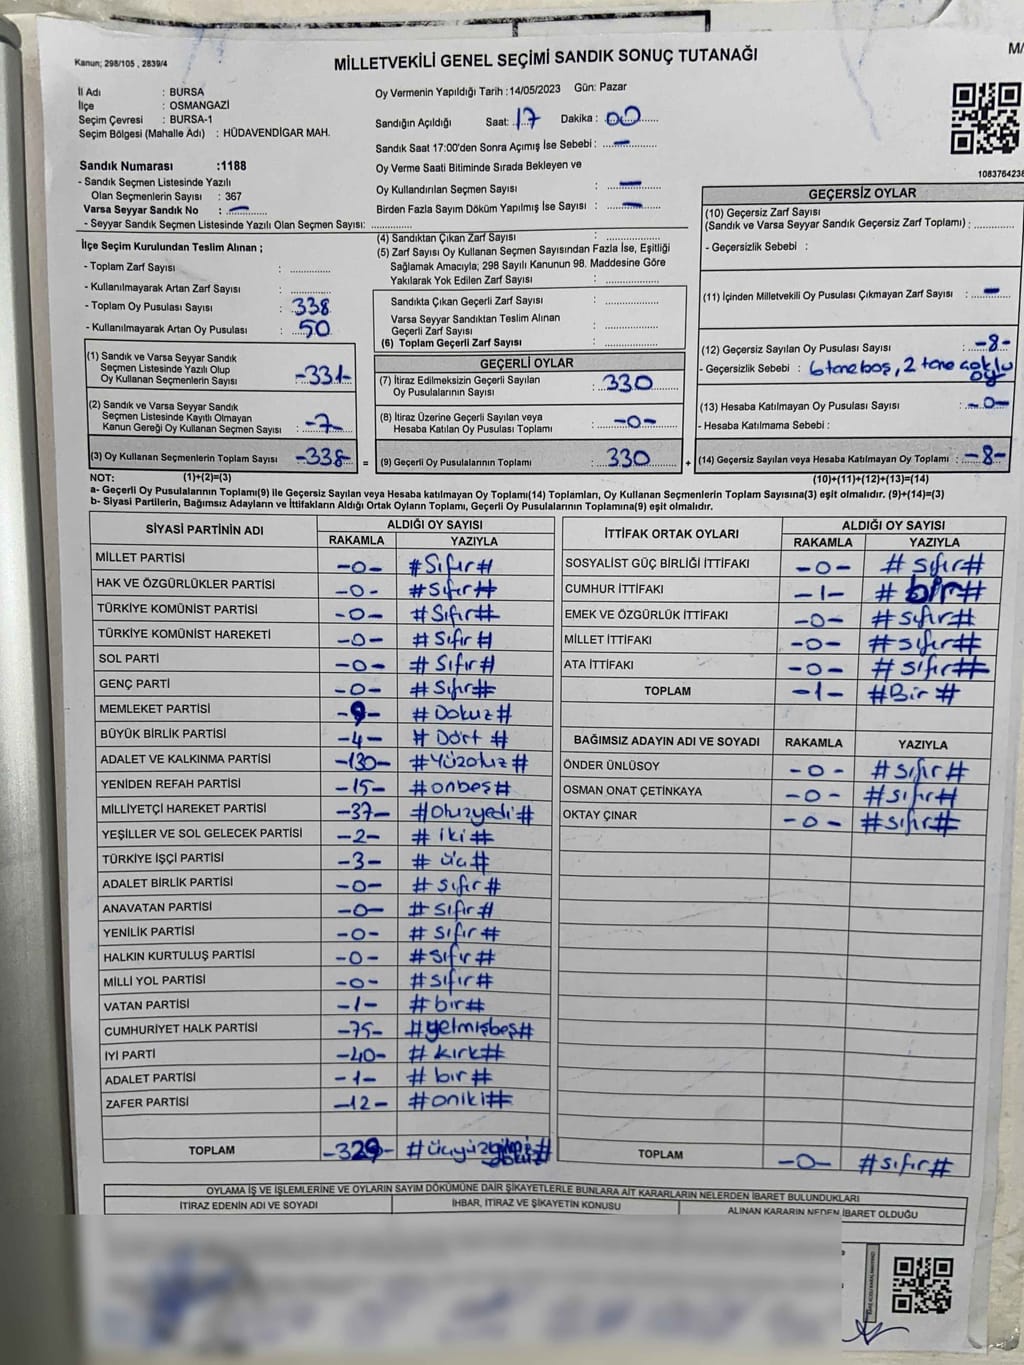 Kanun; 298/105 , 2839/4
MİLLETVEKİLİ GENEL SEÇİMİ SANDIK SONUÇ TUTANAĞI
M/
İl Adı : BURSA
İlçe : OSMANGAZİ
Seçim Çevresi : BURSA-1
Seçim Bölgesi (Mahalle Adı) : HÜDAVENDİGAR MAH.
Sandık Numarası :1188
- Sandık Seçmen Listesinde Yazılı
Olan Seçmenlerin Sayısı : 367
Varsa Seyyar Sandık No : –
- Seyyar Sandık Seçmen Listesinde Yazılı Olan Seçmen Sayısı:
Oy Vermenin Yapıldığı Tarih :14/05/2023 Gün: Pazar
Sandığın Açıldığı Saat: 17 Dakika : 00
Sandık Saat 17:00'den Sonra Açımış İse Sebebi : –
Oy Verme Saati Bitiminde Sırada Bekleyen ve
Oy Kullandırılan Seçmen Sayısı : –
Birden Fazla Sayım Döküm Yapılmış İse Sayısı : –
1083764238
İlçe Seçim Kurulundan Teslim Alınan ;
- Toplam Zarf Sayısı :
- Kullanılmayarak Artan Zarf Sayısı :
- Toplam Oy Pusulası Sayısı : 338
- Kullanılmayarak Artan Oy Pusulası : 50
(1) Sandık ve Varsa Seyyar Sandık
Seçmen Listesinde Yazılı Olup
Oy Kullanan Seçmenlerin Sayısı -331-
(2) Sandık ve Varsa Seyyar Sandık
Seçmen Listesinde Kayıtlı Olmayan
Kanun Gereği Oy Kullanan Seçmen Sayısı : -7-
(3) Oy Kullanan Seçmenlerin Toplam Sayısı -338- =
(4) Sandıktan Çıkan Zarf Sayısı :
(5) Zarf Sayısı Oy Kullanan Seçmen Sayısından Fazla İse, Eşitliği
Sağlamak Amacıyla; 298 Sayılı Kanunun 98. Maddesine Göre
Yakılarak Yok Edilen Zarf Sayısı :
Sandıkta Çıkan Geçerli Zarf Sayısı :
Varsa Seyyar Sandıktan Teslim Alınan
Geçerli Zarf Sayısı :
(6) Toplam Geçerli Zarf Sayısı :
GEÇERLİ OYLAR
(7) İtiraz Edilmeksizin Geçerli Sayılan
Oy Pusulalarının Sayısı : 330
(8) İtiraz Üzerine Geçerli Sayılan veya
Hesaba Katılan Oy Pusulası Toplamı : -0-
(9) Geçerli Oy Pusulalarının Toplamı : 330 +
GEÇERSİZ OYLAR
(10) Geçersiz Zarf Sayısı
(Sandık ve Varsa Seyyar Sandık Geçersiz Zarf Toplamı) :
- Geçersizlik Sebebi :
(11) İçinden Milletvekili Oy Pusulası Çıkmayan Zarf Sayısı : –
(12) Geçersiz Sayılan Oy Pusulası Sayısı : -8-
- Geçersizlik Sebebi : 6 tane boş, 2 tane çoklu
oy
(13) Hesaba Katılmayan Oy Pusulası Sayısı : -0-
- Hesaba Katılmama Sebebi :
(14) Geçersiz Sayılan veya Hesaba Katılmayan Oy Toplamı : -8-
NOT: (1)+(2)=(3) (10)+(11)+(12)+(13)=(14)
a- Geçerli Oy Pusulalarının Toplamı(9) ile Geçersiz Sayılan veya Hesaba katılmayan Oy Toplamı(14) Toplamları, Oy Kullanan Seçmenlerin Toplam Sayısına(3) eşit olmalıdır. (9)+(14)=(3)
b- Siyasi Partilerin, Bağımsız Adayların ve İttifakların Aldığı Ortak Oyların Toplamı, Geçerli Oy Pusulalarının Toplamına(9) eşit olmalıdır.
SİYASİ PARTİNİN ADI ALDIĞI OY SAYISI
RAKAMLA YAZIYLA
MİLLET PARTİSİ -0- #Sıfır#
HAK VE ÖZGÜRLÜKLER PARTİSİ -0- #Sıfır#
TÜRKİYE KOMÜNİST PARTİSİ -0- #Sıfır#
TÜRKİYE KOMÜNİST HAREKETİ -0- #Sıfır#
SOL PARTİ -0- #Sıfır#
GENÇ PARTİ -0- #Sıfır#
MEMLEKET PARTİSİ -9- #Dokuz#
BÜYÜK BİRLİK PARTİSİ -4- #Dört#
ADALET VE KALKINMA PARTİSİ -130- #Yüzotuz#
YENİDEN REFAH PARTİSİ -15- #onbeş#
MİLLİYETÇİ HAREKET PARTİSİ -37- #otuzyedi#
YEŞİLLER VE SOL GELECEK PARTİSİ -2- #iki#
TÜRKİYE İŞÇİ PARTİSİ -3- #üç#
ADALET BİRLİK PARTİSİ -0- #sıfır#
ANAVATAN PARTİSİ -0- #sıfır#
YENİLİK PARTİSİ -0- #sıfır#
HALKIN KURTULUŞ PARTİSİ -0- #sıfır#
MİLLİ YOL PARTİSİ -0- #sıfır#
VATAN PARTİSİ -1- #bir#
CUMHURİYET HALK PARTİSİ -75- #yetmişbeş#
İYİ PARTİ -40- #kırk#
ADALET PARTİSİ -1- #bir#
ZAFER PARTİSİ -12- #oniki#
TOPLAM -329- #üçyüzyirmi dokuz#
İTTİFAK ORTAK OYLARI ALDIĞI OY SAYISI
RAKAMLA YAZIYLA
SOSYALİST GÜÇ BİRLİĞİ İTTİFAKI -0- #sıfır#
CUMHUR İTTİFAKI -1- #bir#
EMEK VE ÖZGÜRLÜK İTTİFAKI -0- #sıfır#
MİLLET İTTİFAKI -0- #sıfır#
ATA İTTİFAKI -0- #sıfır#
TOPLAM -1- #Bir#
BAĞIMSIZ ADAYIN ADI VE SOYADI RAKAMLA YAZIYLA
ÖNDER ÜNLÜSOY -0- #sıfır#
OSMAN ONAT ÇETİNKAYA -0- #sıfır#
OKTAY ÇINAR -0- #sıfır#
TOPLAM -0- #sıfır#
OYLAMA İŞ VE İŞLEMLERİNE VE OYLARIN SAYIM DÖKÜMÜNE DAİR ŞİKAYETLERLE BUNLARA AİT KARARLARIN NELERDEN İBARET BULUNDUKLARI
İTİRAZ EDENİN ADI VE SOYADI İHBAR, İTİRAZ VE ŞİKAYETİN KONUSU ALINAN KARARIN NEDEN İBARET OLDUĞU